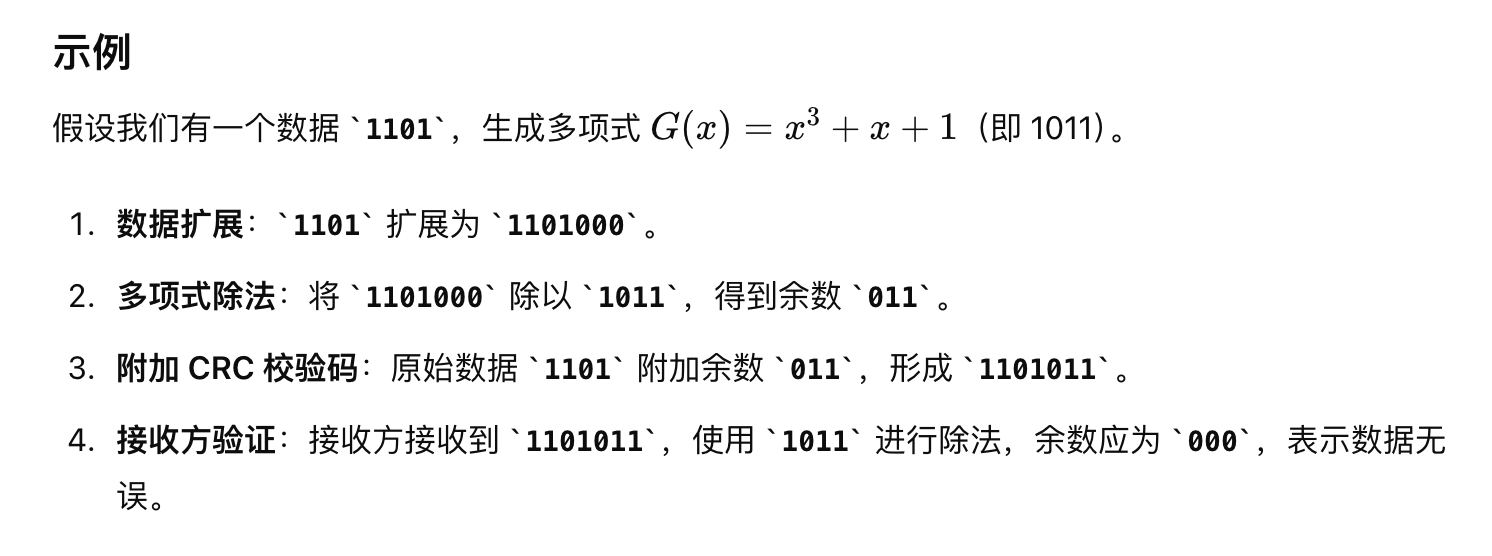 示例
假设我们有一个数据 `1101`，生成多项式 G(x) = x³ + x + 1（即 1011）。
1. 数据扩展：`1101` 扩展为 `1101000`。
2. 多项式除法：将 `1101000` 除以 `1011`，得到余数 `011`。
3. 附加 CRC 校验码：原始数据 `1101` 附加余数 `011`，形成 `1101011`。
4. 接收方验证：接收方接收到 `1101011`，使用 `1011` 进行除法，余数应为 `000`，表示数据无
误。